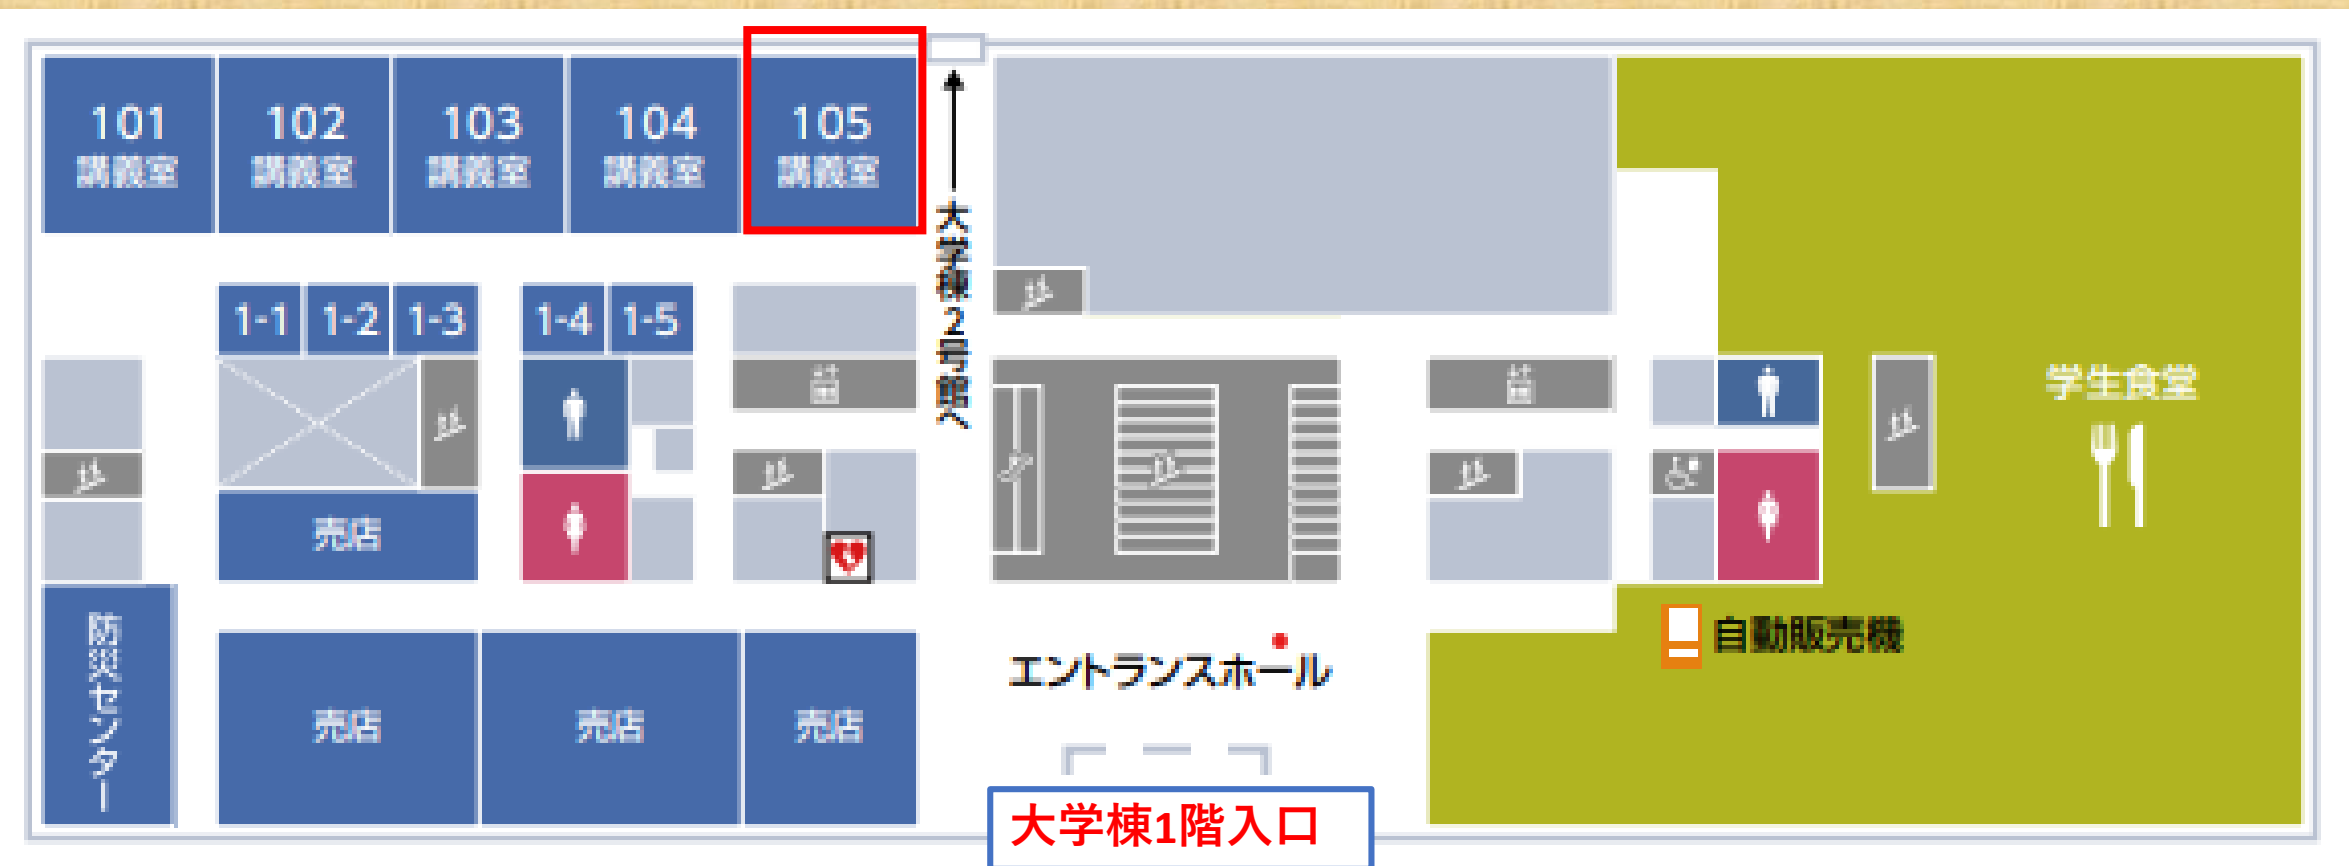 101
講義室
102
講義室
103
講義室
104
講義室
105
講義室
大学棟2号館へ
1-1
1-2
1-3
1-4
1-5
学生食堂
売店
防災センター
自動販売機
エントランスホール
売店
売店
売店
大学棟1階入口